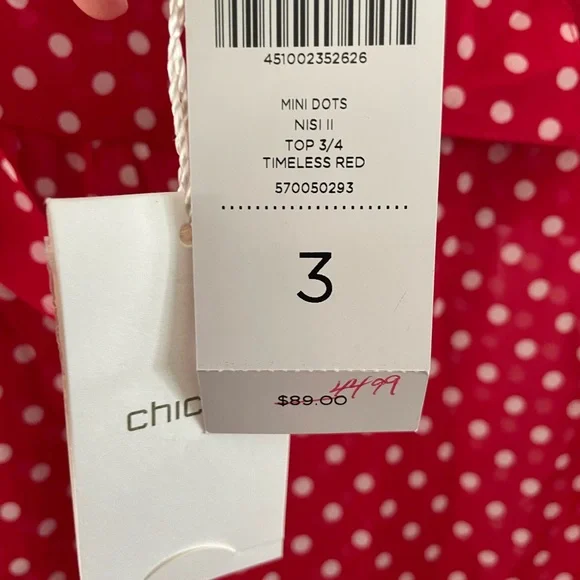 451002352626
MINI DOTS
NISI II
TOP 3/4
TIMELESS RED
570050293
3
4499
$89.00
chic